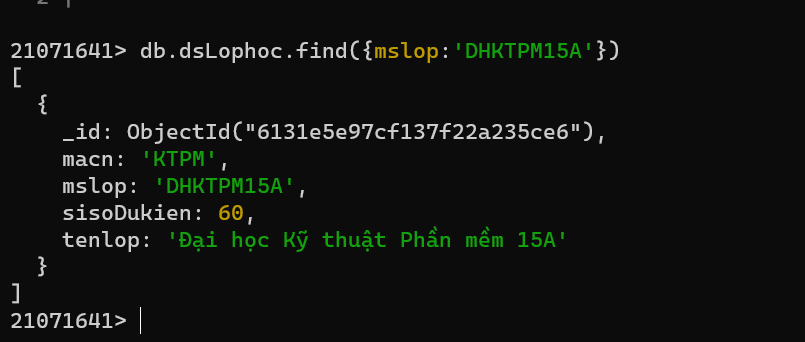 21071641> db.dsLophoc.find({mslop:'DHKTPM15A'})
[
  {
    _id: ObjectId("6131e5e97cf137f22a235ce6"),
    macn: 'KTPM',
    mslop: 'DHKTPM15A',
    sisoDukien: 60,
    tenlop: 'Đại học Kỹ thuật Phần mềm 15A'
  }
]
21071641>